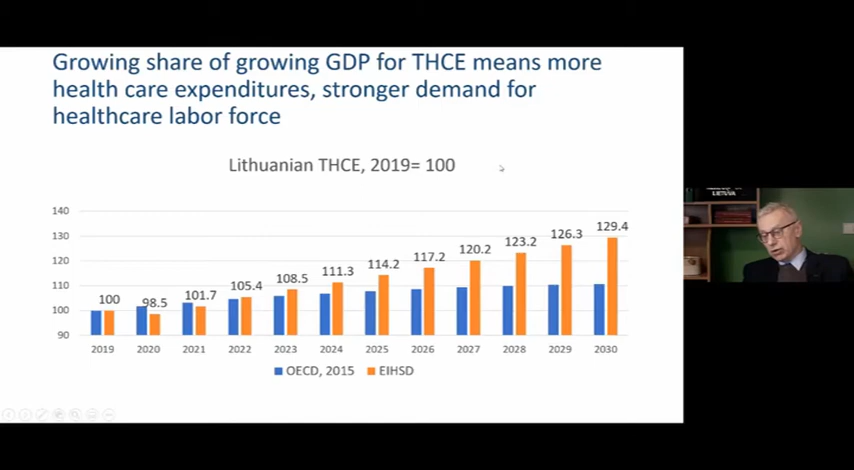 Growing share of growing GDP for THCE means more
health care expenditures, stronger demand for
healthcare labor force
Lithuanian THCE, 2019= 100
140
130
120
110
100
90
100
98.5
101.7
105.4
108.5
111.3
114.2
117.2
120.2
123.2
126.3
129.4
2019 2020 2021 2022 2023 2024 2025 2026 2027 2028 2029 2030
OECD, 2015 EIHSD
LIETUVA